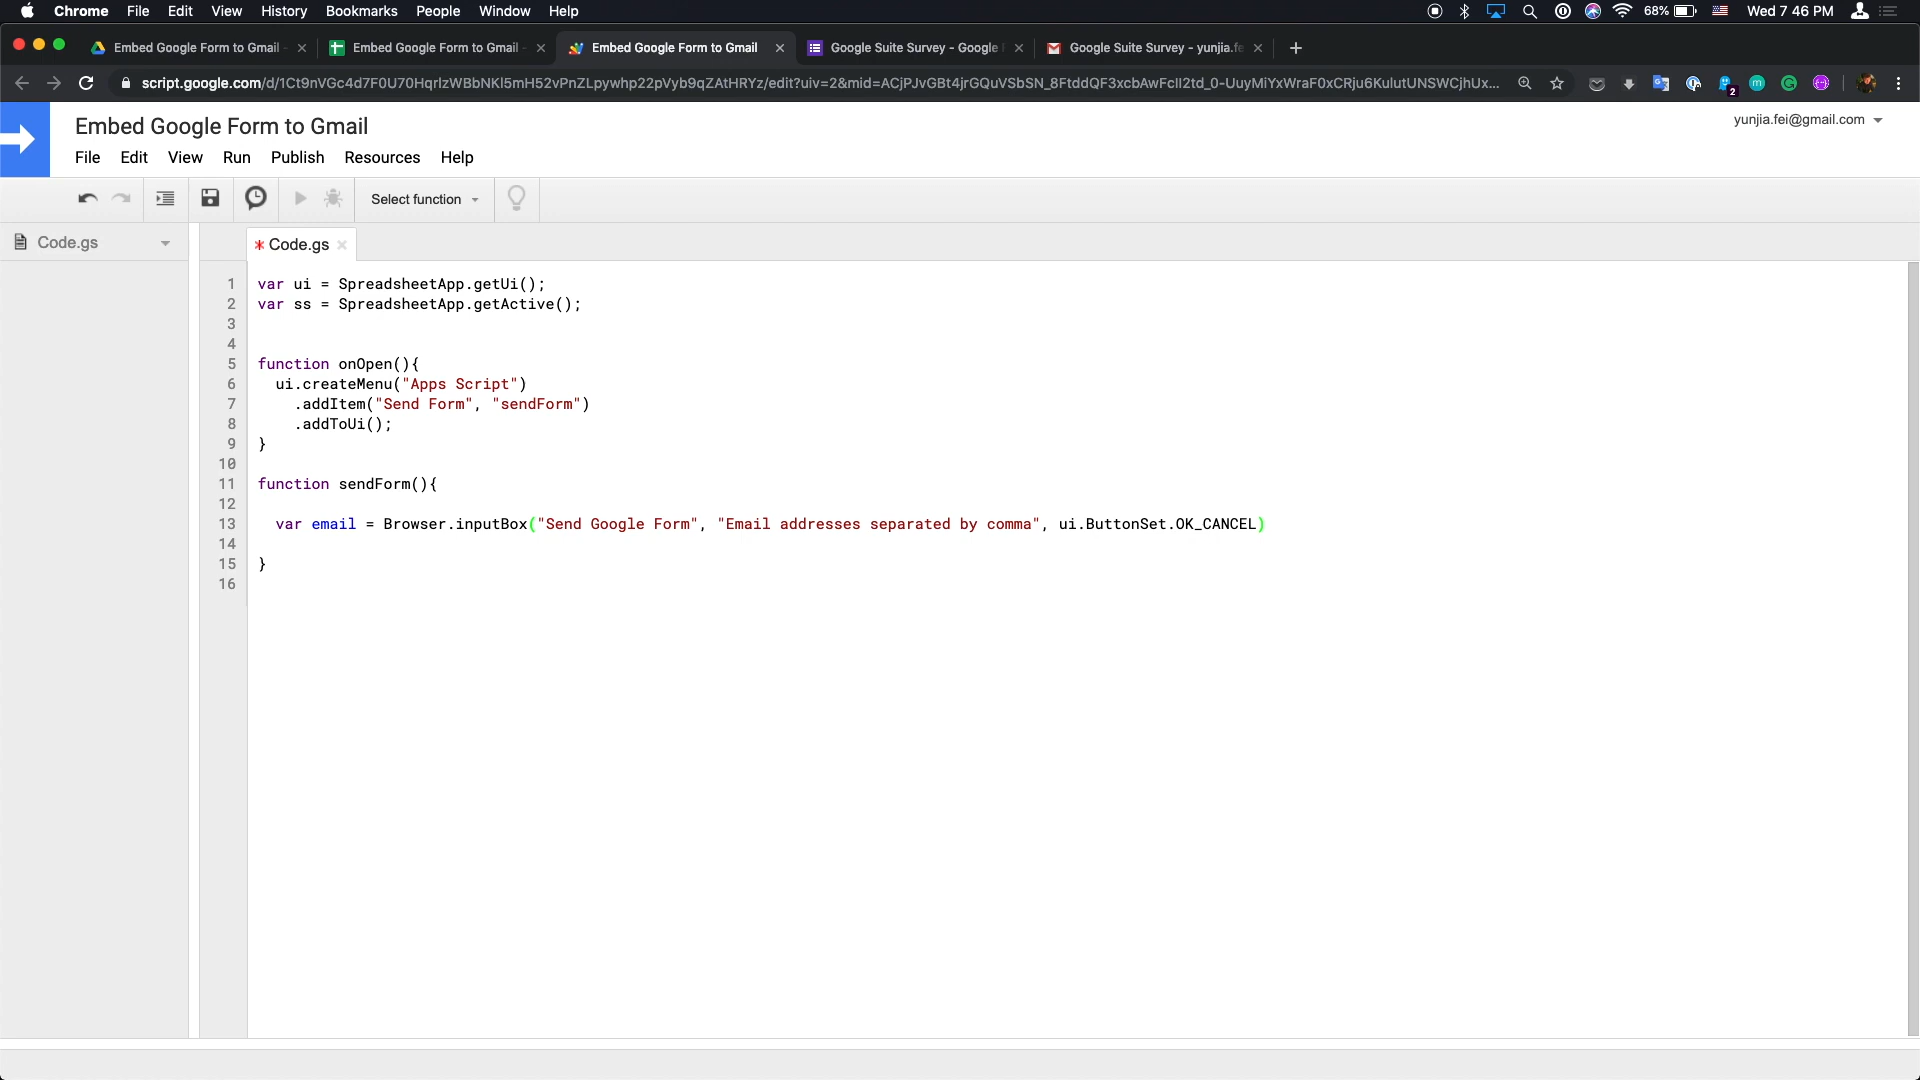 Chrome File Edit View History Bookmarks People Window Help 68% Wed 7 46 PM
Embed Google Form to Gmail - Embed Google Form to Gmail - Embed Google Form to Gmail Google Suite Survey - Google Google Suite Survey - yunjia.fe
script.google.com/d/1Ct9nVGc4d7F0U70HqrlzWBbNKl5mH52vPnZLpywhp22pVyb9qZAtHRYz/edit?uiv=2&mid=ACjPJvGBt4jrGQuVSbSN_8FtddQF3xcbAwFcIl2td_0-UuyMiYxWraF0xCRju6KulutUNSWCjhUx... 2
Embed Google Form to Gmail
yunjia.fei@gmail.com
File Edit View Run Publish Resources Help
Select function
Code.gs
* Code.gs
1 var ui = SpreadsheetApp.getUi();
2 var ss = SpreadsheetApp.getActive();
3
4
5 function onOpen(){
6 ui.createMenu("Apps Script")
7 .addItem("Send Form", "sendForm")
8 .addToUi();
9 }
10
11 function sendForm(){
12
13 var email = Browser.inputBox("Send Google Form", "Email addresses separated by comma", ui.ButtonSet.OK_CANCEL)
14
15 }
16